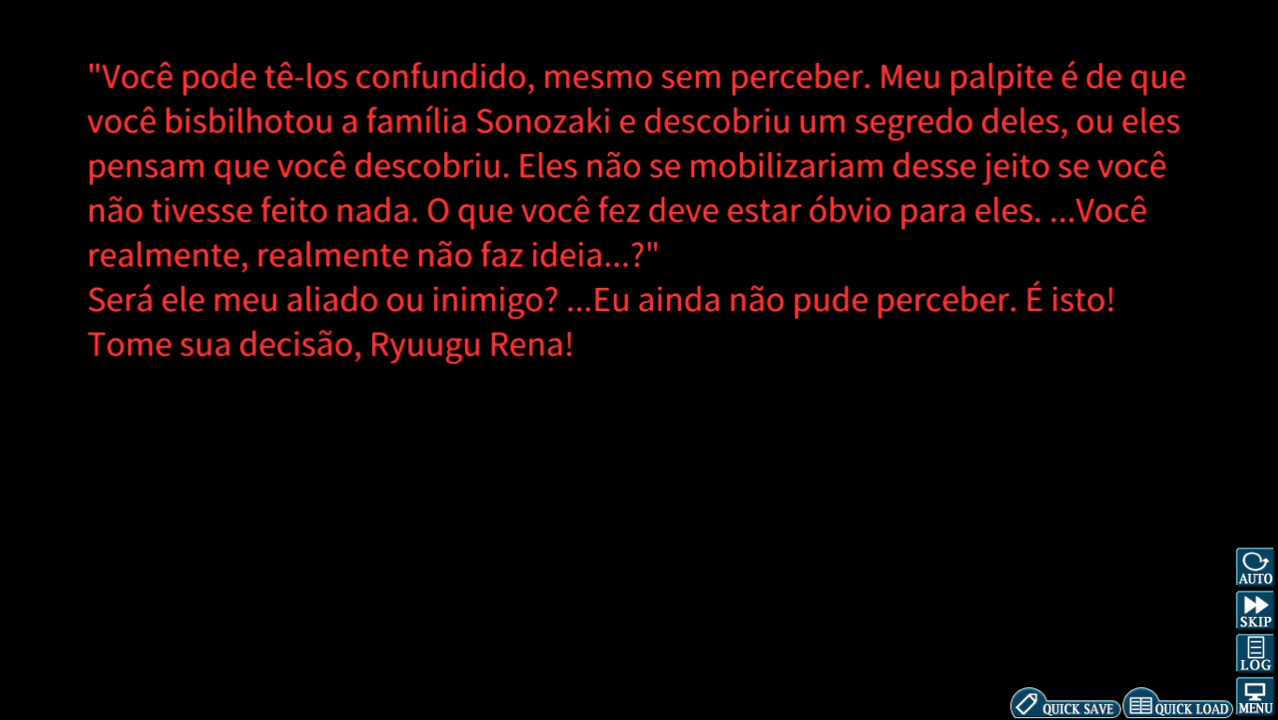 "Você pode tê-los confundido, mesmo sem perceber. Meu palpite é de que
você bisbilhotou a família Sonozaki e descobriu um segredo deles, ou eles
pensam que você descobriu. Eles não se mobilizariam desse jeito se você
não tivesse feito nada. O que você fez deve estar óbvio para eles. ...Você
realmente, realmente não faz ideia...?"
Será ele meu aliado ou inimigo? ...Eu ainda não pude perceber. É isto!
Tome sua decisão, Ryuugu Rena!
AUTO
SKIP
LOG
QUICK SAVE
QUICK LOAD
MENU